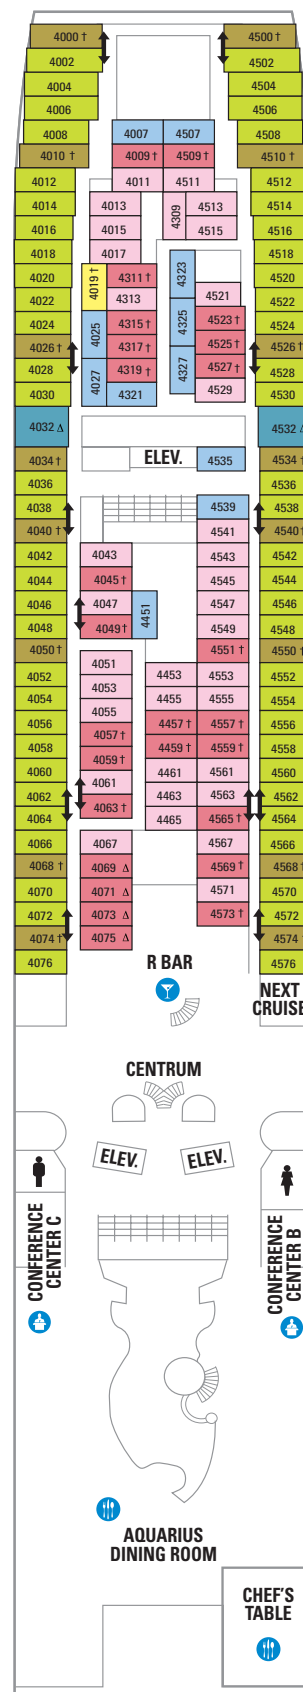 4000 † 4500 †
4002 4502
4004 4504
4006 4506
4008 4007 4507 4508
4010 † 4009 † 4509 † 4510 †
4012 4011 4511 4512
4014 4013 4309 4513 4514
4016 4015 4515 4516
4018 4017 4323 4518
4020 4019 † 4311 † 4520
4022 4313 4521 4522
4024 4025 4315 † 4325 4523 † 4524
4026 † 4317 † 4525 † 4526 †
4028 4027 4319 † 4327 4527 † 4528
4030 4321 4529 4530
4032 Δ 4532 Δ
4034 † ELEV. 4535 4534 †
4036 4536
4038 4539 4538
4040 † 4541 4540 †
4042 4043 4543 4542
4044 4045 † 4545 4544
4046 4047 4451 4547 4546
4048 4049 † 4549 4548
4050 † 4551 † 4550 †
4052 4051 4453 4553 4552
4054 4053 4455 4555 4554
4056 4055 4457 † 4557 † 4556
4058 4057 † 4459 † 4559 † 4558
4060 4059 † 4461 4561 4560
4062 4061 4463 4563 4562
4064 4063 † 4465 4565 † 4564
4066 4067 4567 4566
4068 † 4069 Δ 4569 † 4568 †
4070 4071 Δ 4571 4570
4072 4073 Δ 4573 † 4572
4074 † 4075 Δ 4574 †
4076 4576
R BAR
NEXT
CRUISE
CENTRUM
ELEV. ELEV.
CONFERENCE
CENTER C
CONFERENCE
CENTER B
AQUARIUS
DINING ROOM
CHEF'S
TABLE